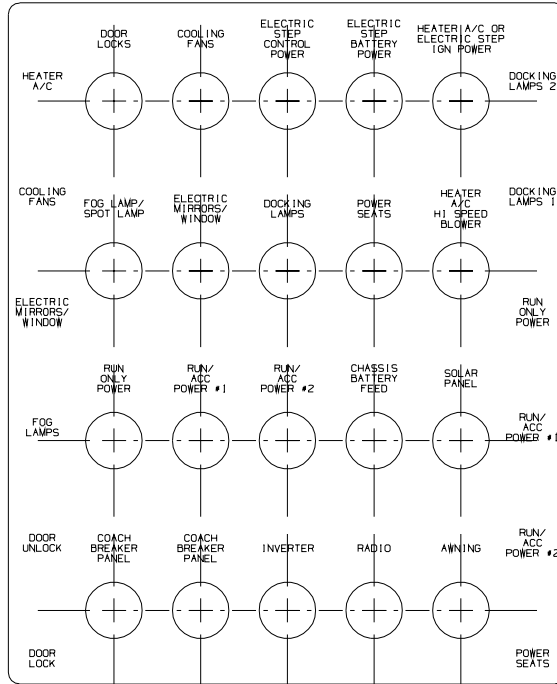 DOOR
LOCKS
COOLING
FANS
ELECTRIC
STEP
CONTROL
POWER
ELECTRIC
STEP
BATTERY
POWER
HEATER|A/C OR
ELECTRIC STEP
IGN POWER
HEATER
A/C
DOCKING
LAMPS 2
COOLING
FANS
FOG LAMP/
SPOT LAMP
ELECTRIC
MIRRORS/
WINDOW
DOCKING
LAMPS
POWER
SEATS
HEATER
A/C
HI SPEED
BLOWER
DOCKING
LAMPS 1
ELECTRIC
MIRRORS/
WINDOW
RUN
ONLY
POWER
RUN
ONLY
POWER
RUN/
ACC
POWER #1
RUN/
ACC
POWER #2
CHASSIS
BATTERY
FEED
SOLAR
PANEL
FOG
LAMPS
RUN/
ACC
POWER #1
DOOR
UNLOCK
COACH
BREAKER
PANEL
COACH
BREAKER
PANEL
INVERTER
RADIO
AWNING
RUN/
ACC
POWER #2
DOOR
LOCK
POWER
SEATS